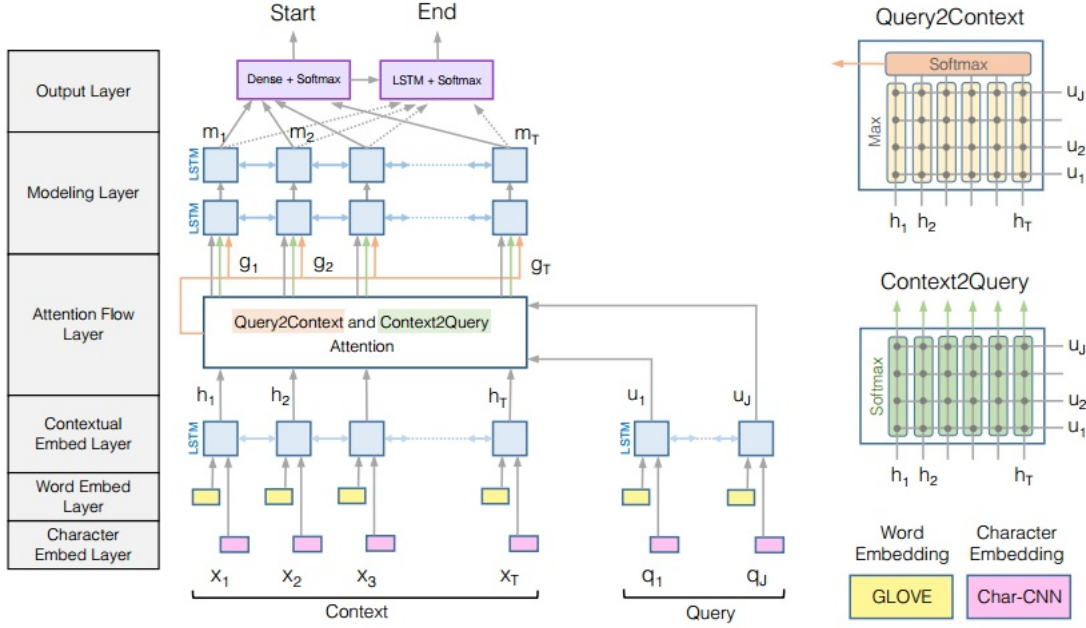 Start
End
Query2Context
Output Layer
Dense + Softmax
LSTM + Softmax
Softmax
Max
u_J
u_2
u_1
h_1
h_2
h_T
m_1
m_2
m_T
Modeling Layer
LSTM
LSTM
g_1
g_2
g_T
Attention Flow
Layer
Query2Context and Context2Query
Attention
Context2Query
Softmax
u_J
u_2
u_1
h_1
h_2
h_T
h_1
h_2
h_T
u_1
u_J
Contextual
Embed Layer
LSTM
LSTM
Word Embed
Layer
Character
Embed Layer
x_1
x_2
x_3
x_T
q_1
q_J
Context
Query
Word
Embedding
Character
Embedding
GLOVE
Char-CNN